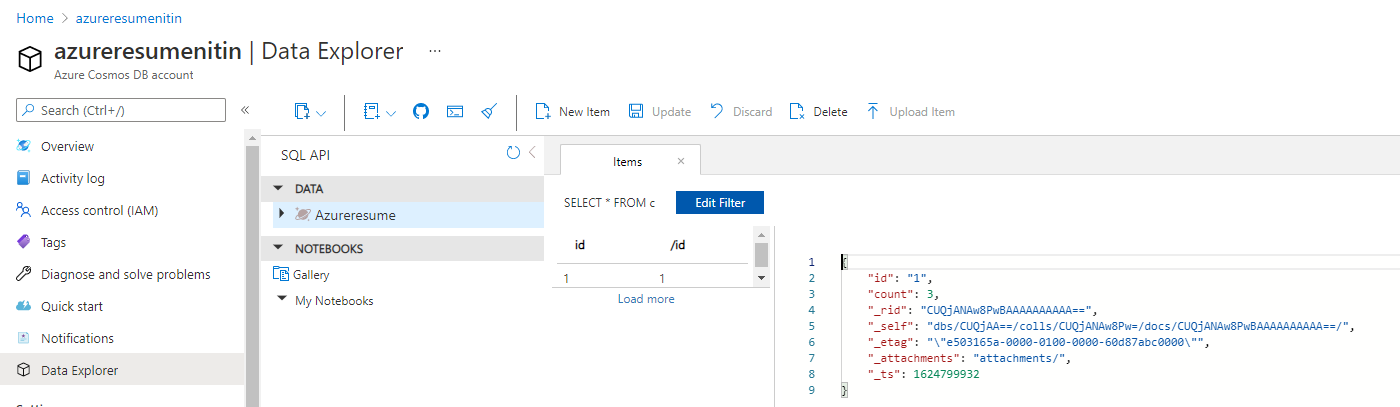 Home > azureresumenitin
azureresumenitin | Data Explorer ...
Azure Cosmos DB account
Search (Ctrl+/) «
Overview
Activity log
Access control (IAM)
Tags
Diagnose and solve problems
Quick start
Notifications
Data Explorer
New Item Update Discard Delete Upload Item
SQL API
DATA
Azureresume
NOTEBOOKS
Gallery
My Notebooks
Items ×
SELECT * FROM c Edit Filter
id /id
1 1
Load more
1 {
2 "id": "1",
3 "count": 3,
4 "_rid": "CUQjANAw8PwBAAAAAAAAAA==",
5 "_self": "dbs/CUQjAA==/colls/CUQjANAw8Pw=/docs/CUQjANAw8PwBAAAAAAAAAA==/",
6 "_etag": "\"e503165a-0000-0100-0000-60d87abc0000\"",
7 "_attachments": "attachments/",
8 "_ts": 1624799932
9 }